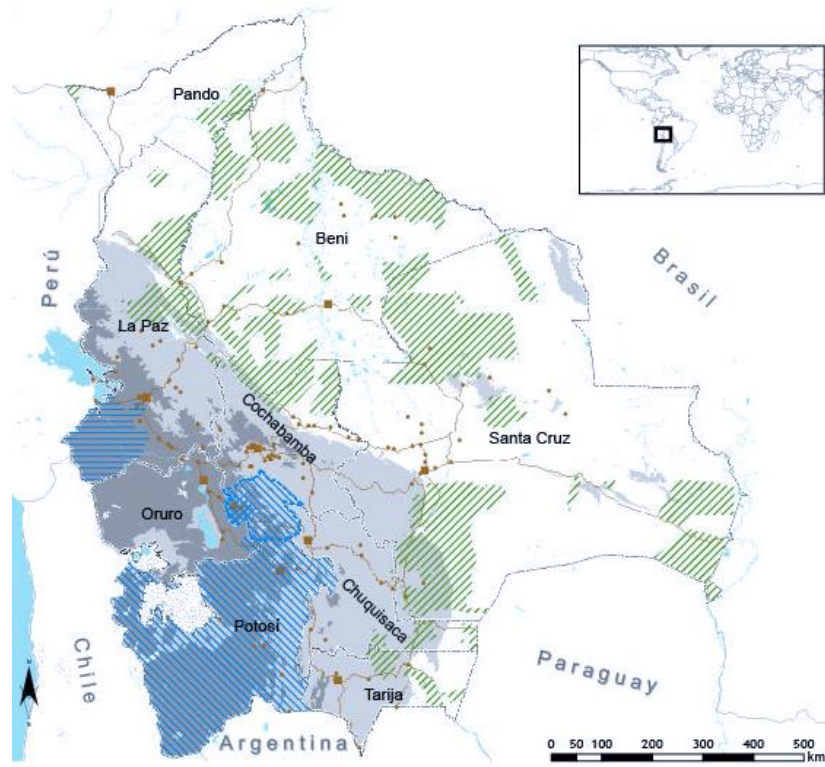 Pando
Beni
Perú
Brasil
La Paz
Cochabamba
Santa Cruz
Oruro
Chuquisaca
Potosí
Chile
Paraguay
Tarija
Argentina
0 50 100 200 300 400 500
km